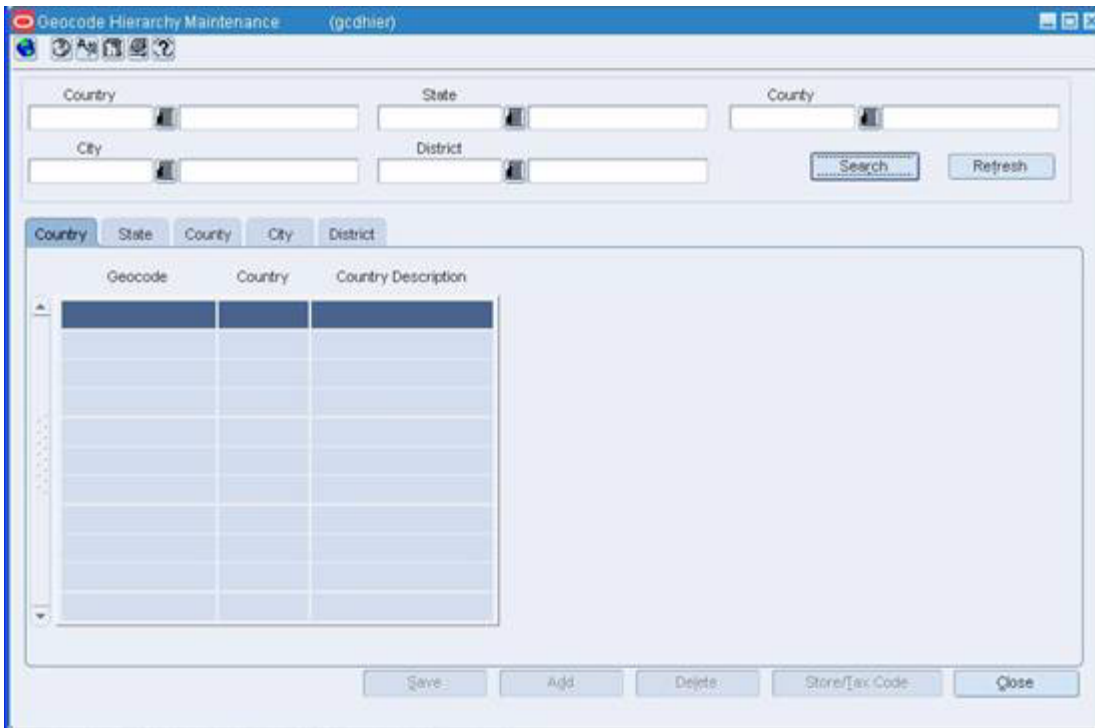 Geocode Hierarchy Maintenance (gcdhier)
Country State County
City District
Search Refresh
Country State County City District
Geocode Country Country Description
Save Add Delete Store/Tax Code Close